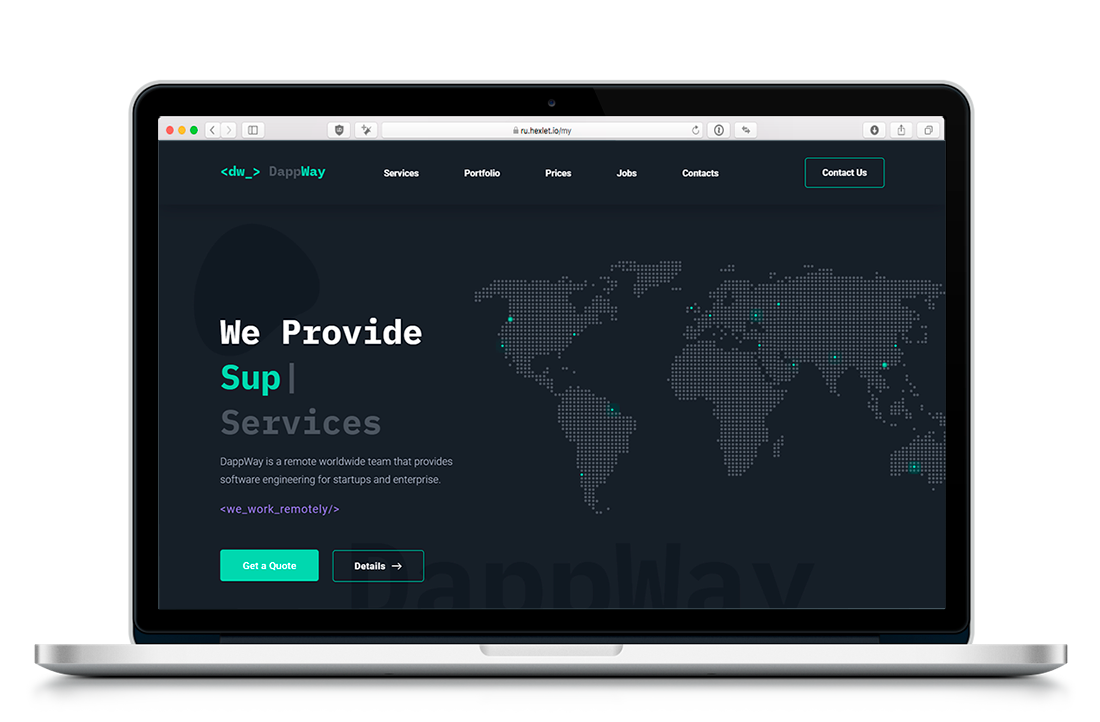 ru.hexlet.io/my
<dw_> DappWay
Services Portfolio Prices Jobs Contacts Contact Us
We Provide
Sup|
Services
DappWay is a remote worldwide team that provides
software engineering for startups and enterprise.
<we_work_remotely/>
Get a Quote Details →
DappWay